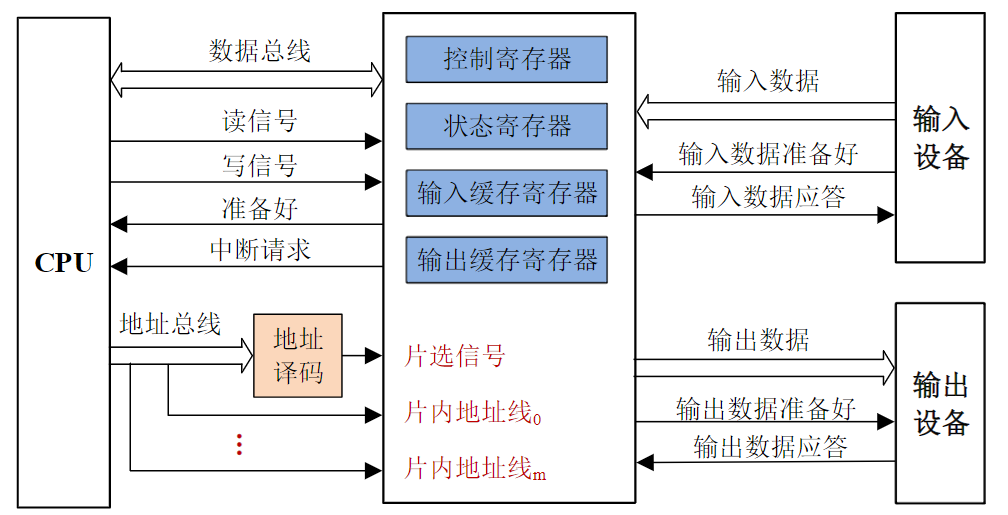 CPU
数据总线
读信号
写信号
准备好
中断请求
地址总线
地址
译码
控制寄存器
状态寄存器
输入缓存寄存器
输出缓存寄存器
片选信号
片内地址线0
⋮
片内地址线m
输入数据
输入数据准备好
输入数据应答
输入
设备
输出数据
输出数据准备好
输出数据应答
输出
设备